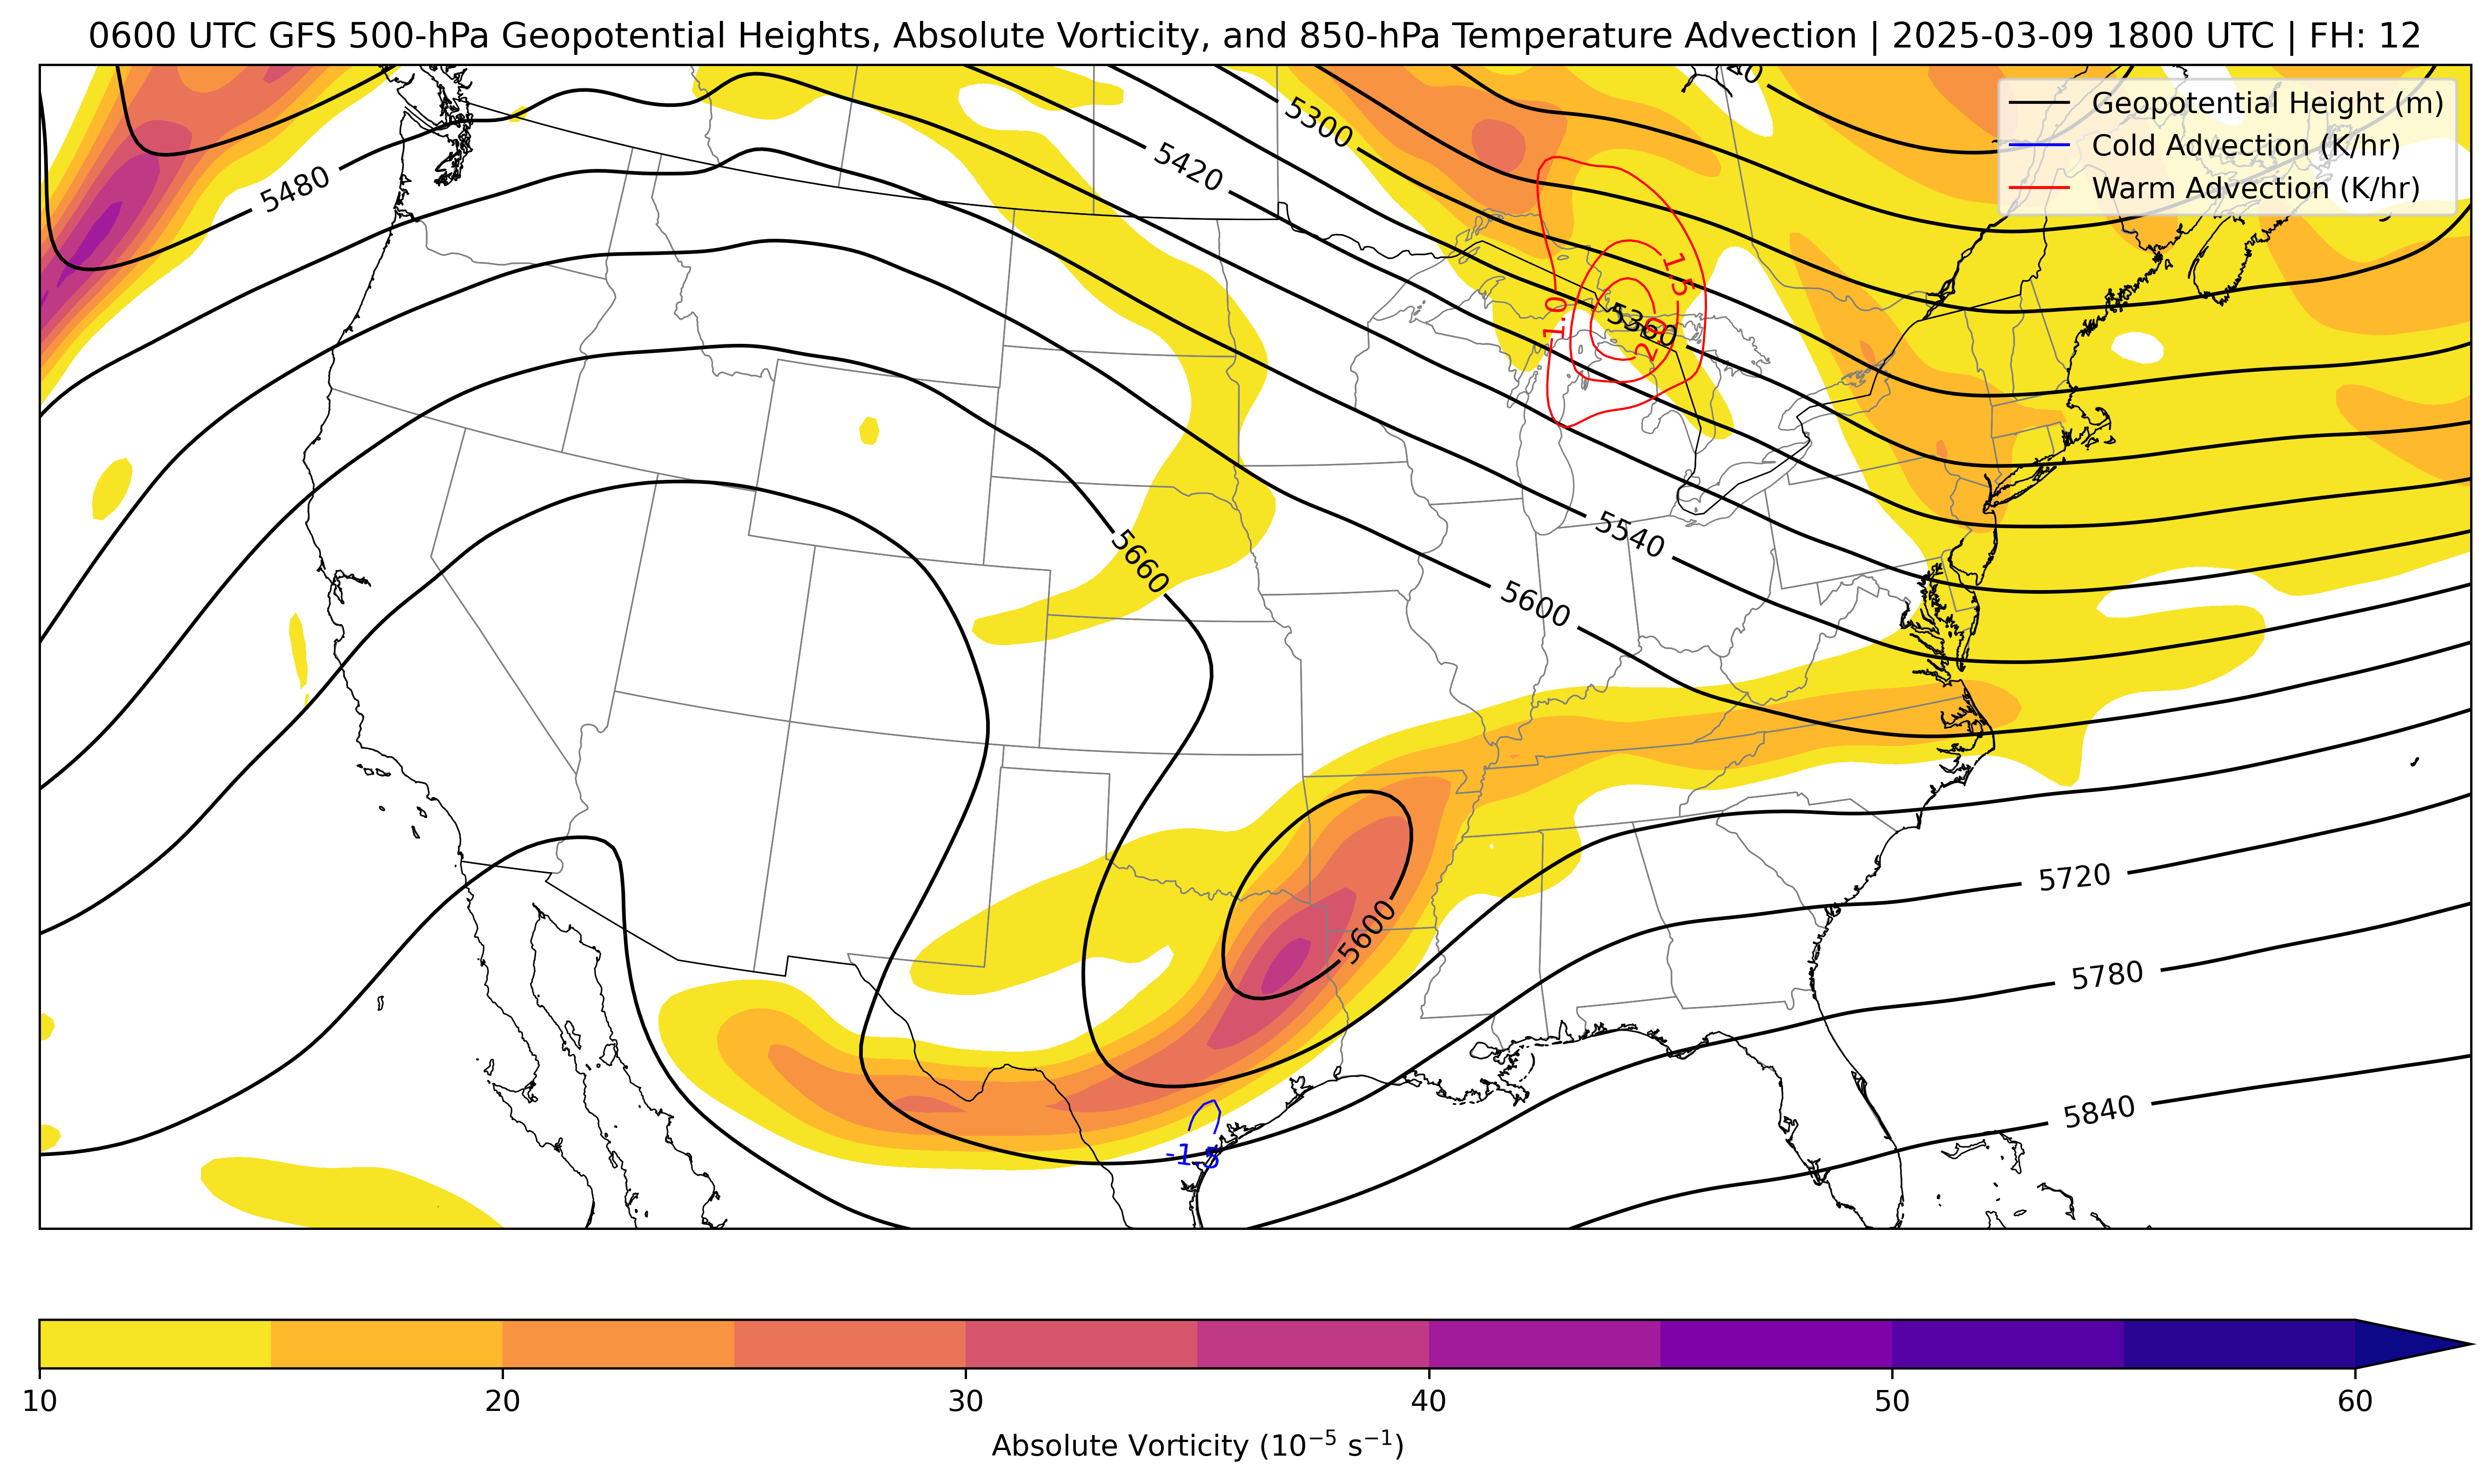 0600 UTC GFS 500-hPa Geopotential Heights, Absolute Vorticity, and 850-hPa Temperature Advection | 2025-03-09 1800 UTC | FH: 12
Geopotential Height (m)
Cold Advection (K/hr)
Warm Advection (K/hr)
5300
5420
5480
1.5
1.0
5360
5660
5540
5600
5720
5600
5780
5840
-1.5
10 20 30 40 50 60
Absolute Vorticity (10⁻⁵ s⁻¹)